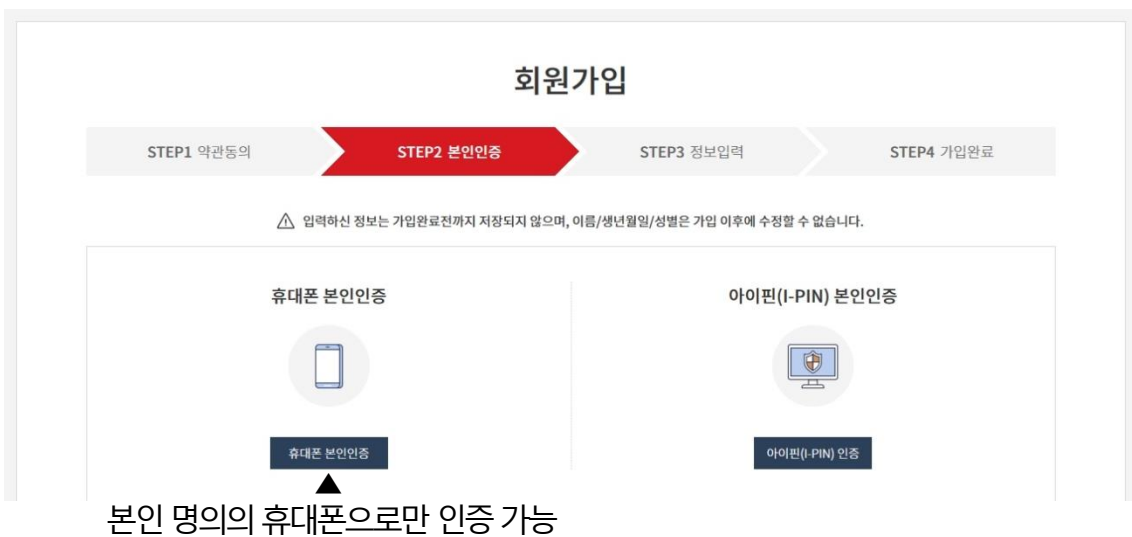 회원가입
STEP1 약관동의
STEP2 본인인증
STEP3 정보입력
STEP4 가입완료
입력하신 정보는 가입완료전까지 저장되지 않으며, 이름/생년월일/성별은 가입 이후에 수정할 수 없습니다.
휴대폰 본인인증
아이핀(I-PIN) 본인인증
휴대폰 본인인증
아이핀(I-PIN) 인증
본인 명의의 휴대폰으로만 인증 가능